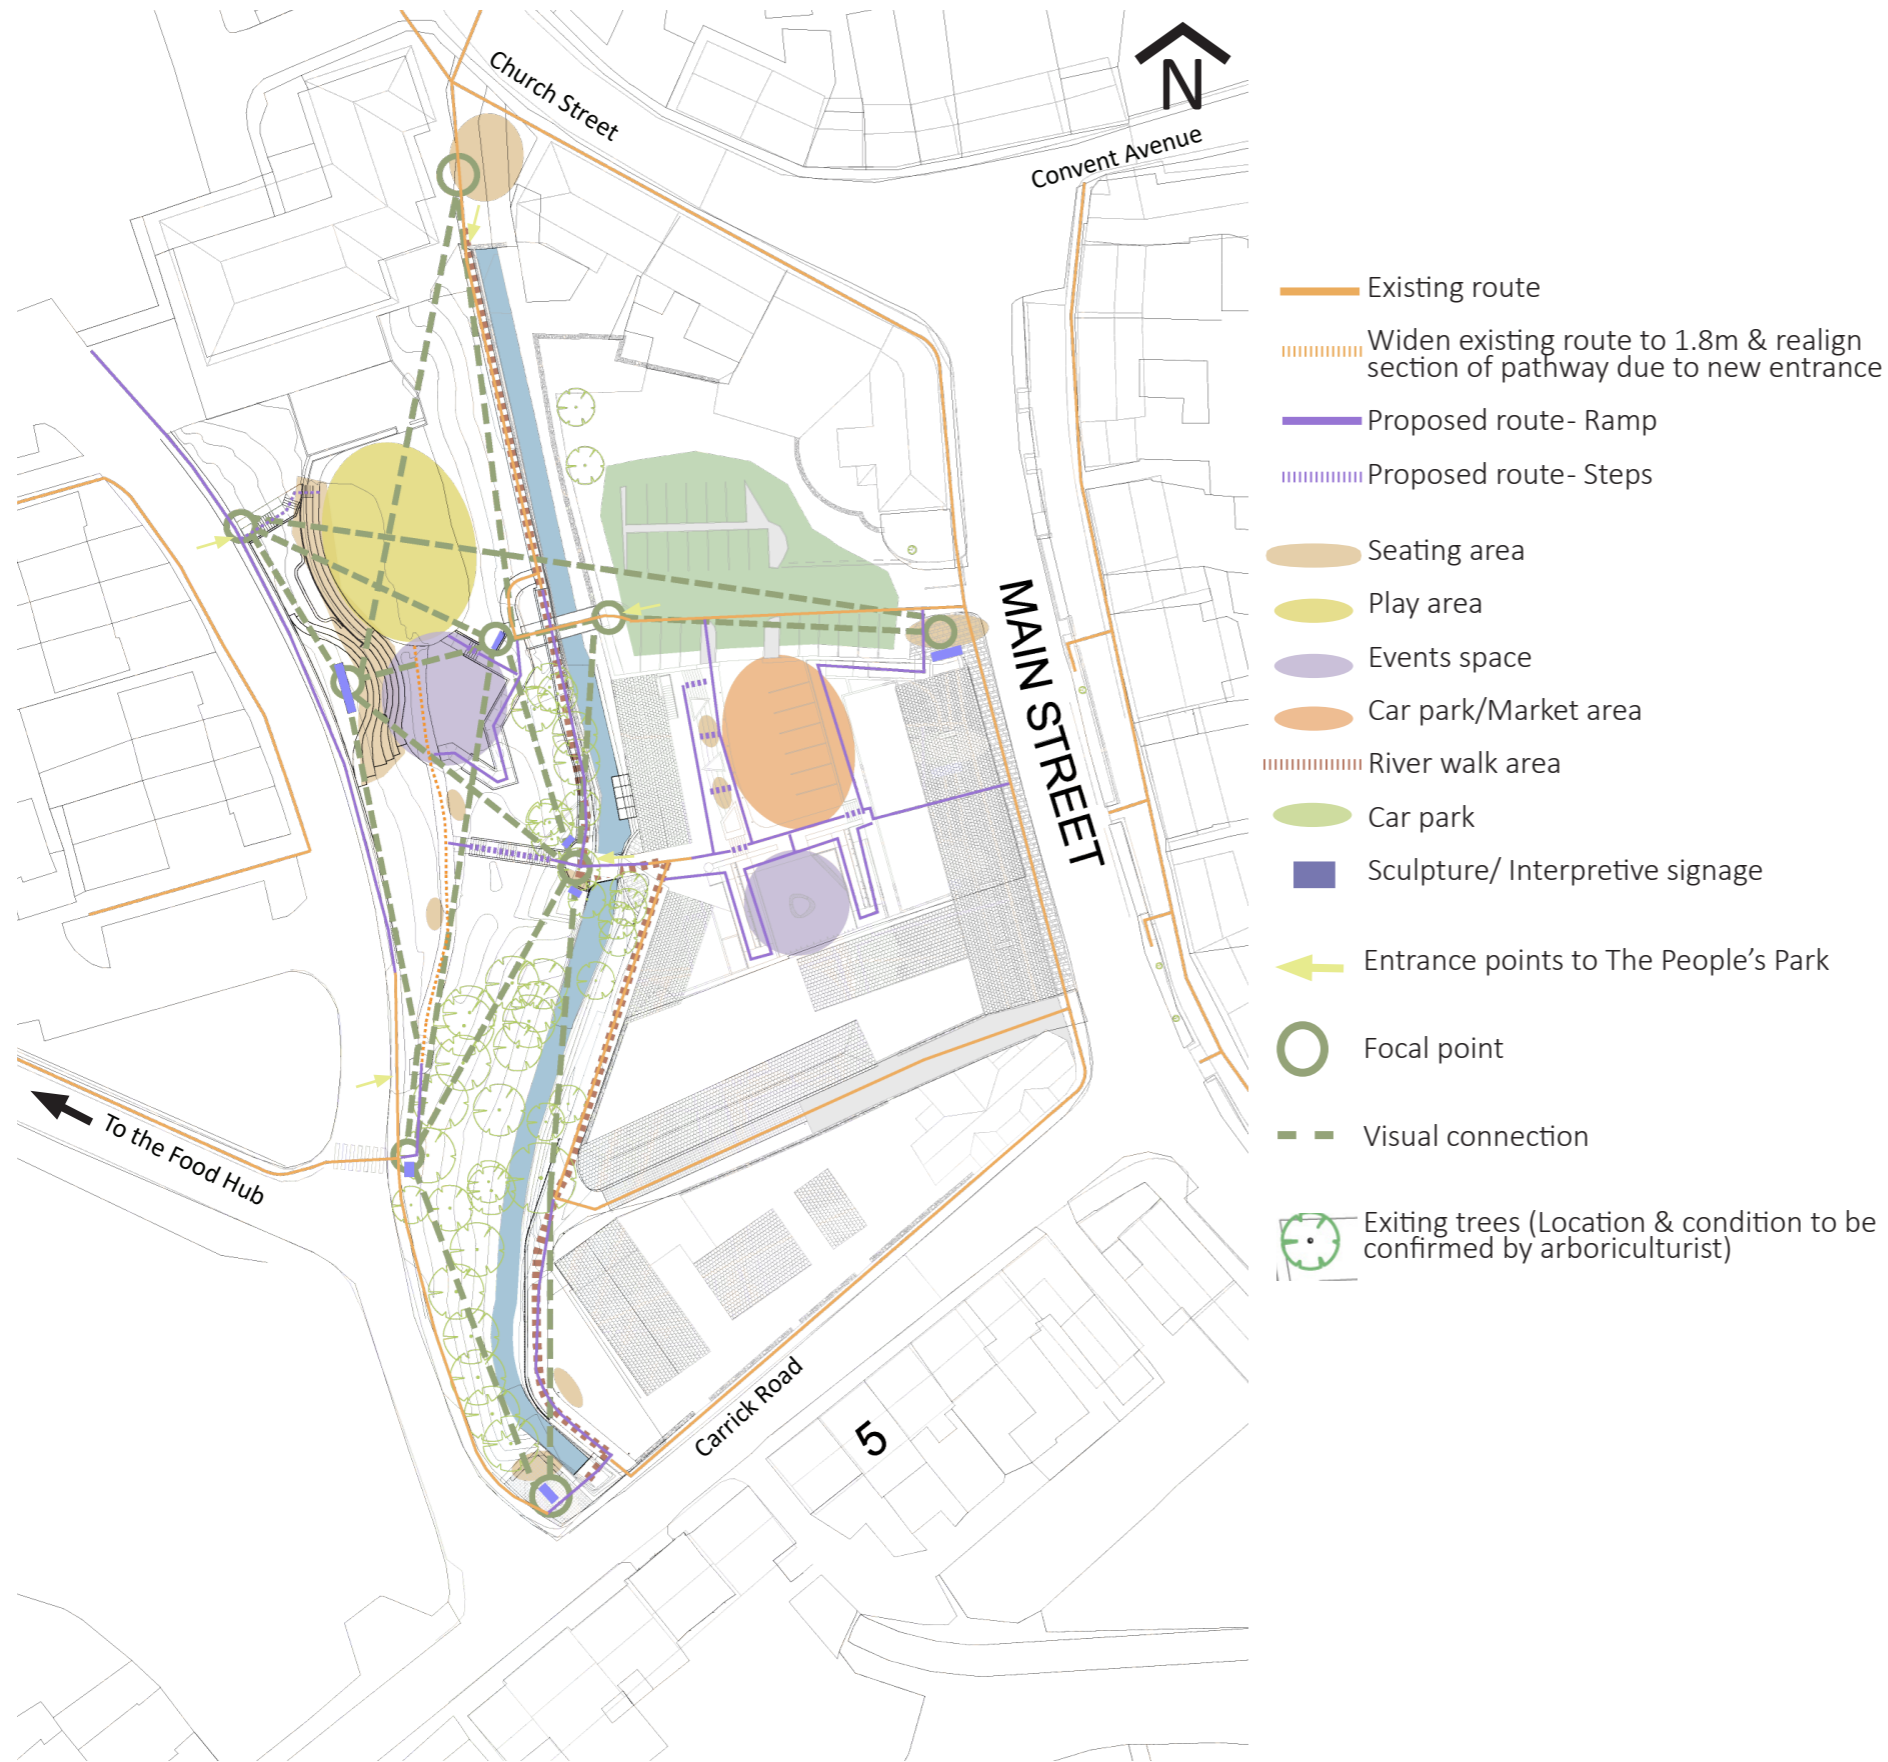 N
Church Street
Convent Avenue
MAIN STREET
To the Food Hub
Carrick Road
5
Existing route
Widen existing route to 1.8m & realign
section of pathway due to new entrance
Proposed route- Ramp
Proposed route- Steps
Seating area
Play area
Events space
Car park/Market area
River walk area
Car park
Sculpture/ Interpretive signage
Entrance points to The People's Park
Focal point
Visual connection
Exiting trees (Location & condition to be
confirmed by arboriculturist)